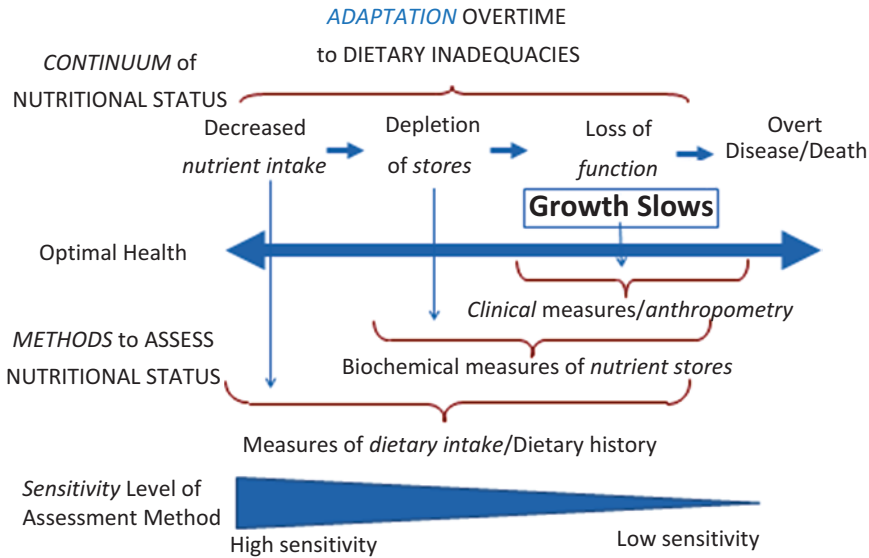 ADAPTATION OVERTIME
to DIETARY INADEQUACIES
CONTINUUM of
NUTRITIONAL STATUS
Decreased
nutrient intake
Depletion
of stores
Loss of
function
Overt
Disease/Death
Growth Slows
Optimal Health
Clinical measures/anthropometry
METHODS to ASSESS
NUTRITIONAL STATUS
Biochemical measures of nutrient stores
Measures of dietary intake/Dietary history
Sensitivity Level of
Assessment Method
High sensitivity
Low sensitivity